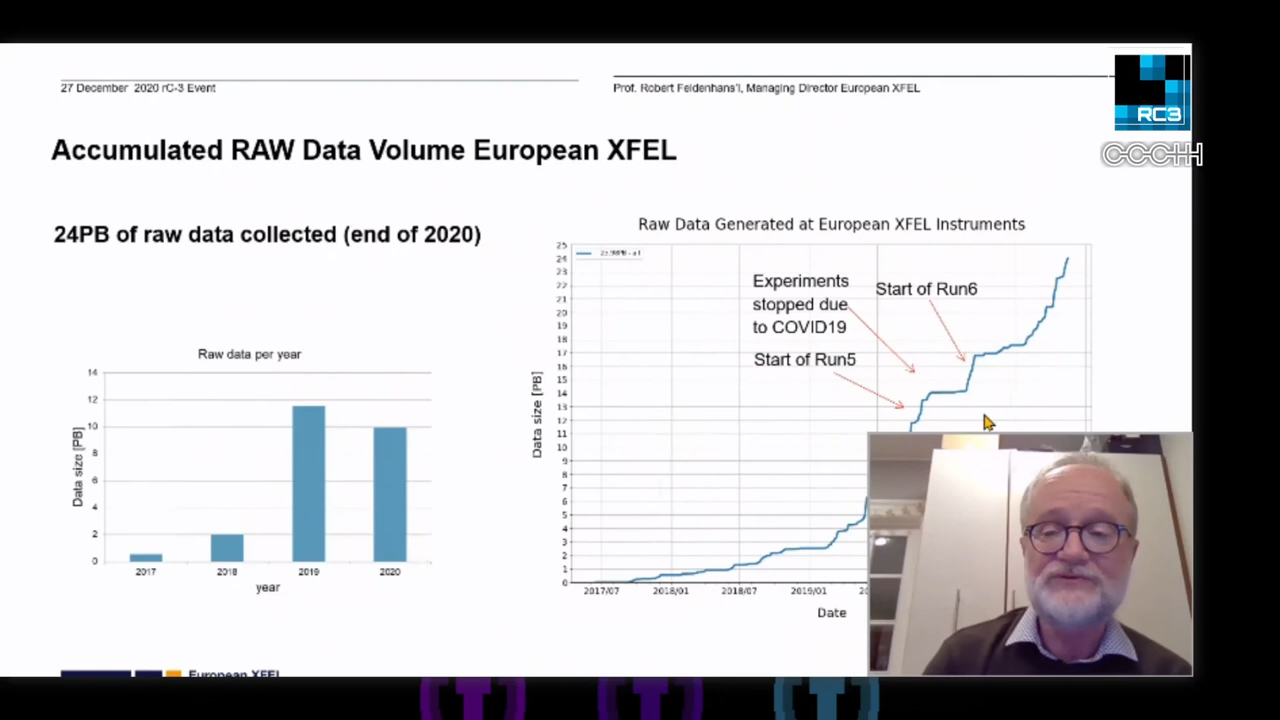 27 December 2020 rC-3 Event
Prof. Robert Feidenhans'l, Managing Director European XFEL
RC3
CCCHH
Accumulated RAW Data Volume European XFEL
24PB of raw data collected (end of 2020)
Raw data per year
Data size [PB]
14
12
10
8
6
4
2
0
2017 2018 2019 2020
year
Raw Data Generated at European XFEL Instruments
Data size [PB]
25
24
23
22
21
20
19
18
17
16
15
14
13
12
11
10
9
8
7
6
5
4
3
2
1
0
Experiments
stopped due
to COVID19
Start of Run6
Start of Run5
2017/07 2018/01 2018/07 2019/01
Date
European XFEL